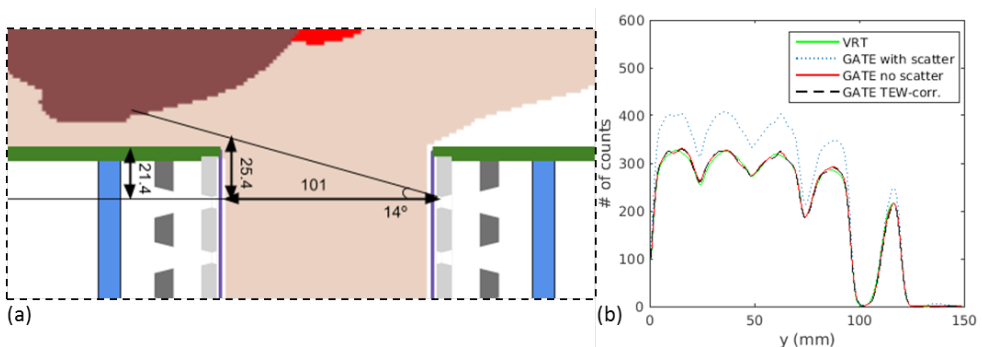 21.4
25.4
101
14º
(a)
600
500
400
300
200
100
0
# of counts
VRT
GATE with scatter
GATE no scatter
GATE TEW-corr.
0
50
100
150
y (mm)
(b)